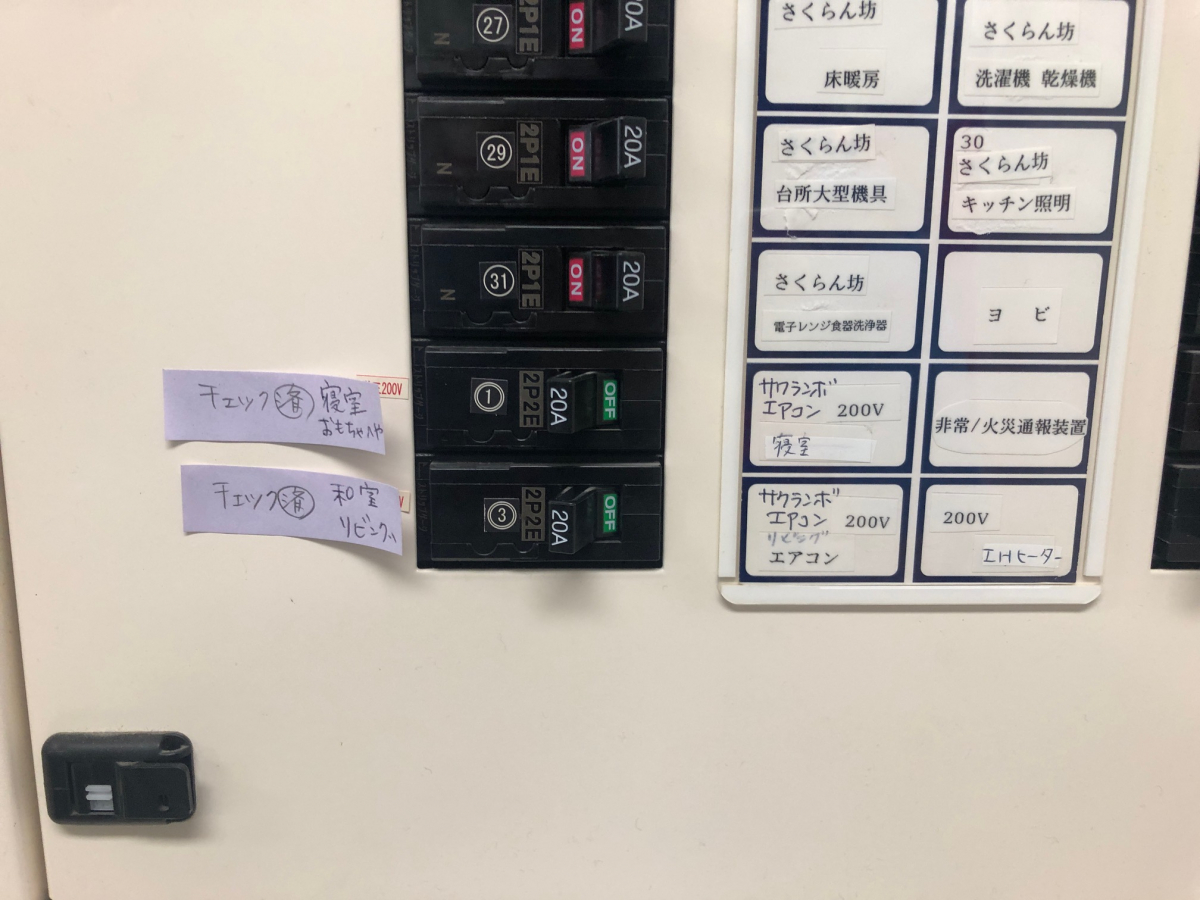 27
N
2P1E
ON
20A
29
N
2P1E
ON
20A
31
N
2P1E
ON
20A
1
2P2E
20A
OFF
3
2P2E
20A
OFF
200V
チェック済 寝室
おもちゃへや
チェック済 和室
リビング
さくらん坊
床暖房
さくらん坊
洗濯機 乾燥機
さくらん坊
台所大型機具
30
さくらん坊
キッチン照明
さくらん坊
電子レンジ食器洗浄器
ヨビ
サクランボ
エアコン 200V
寝室
非常/火災通報装置
サクランボ
エアコン 200V
リビング
エアコン
200V
IHヒーター